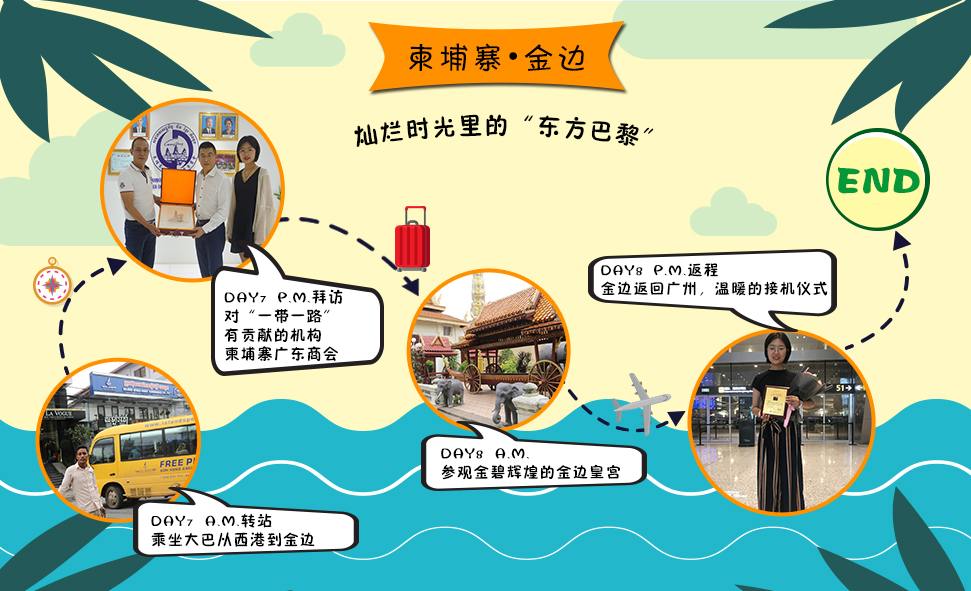 柬埔寨•金边
灿烂时光里的“东方巴黎”
END
DAY7 P.M.拜访
对“一带一路”
有贡献的机构
柬埔寨广东商会
DAY8 P.M.返程
金边返回广州，温暖的接机仪式
DAY8 A.M.
参观金碧辉煌的金边皇宫
DAY7 A.M.转站
乘坐大巴从西港到金边
LA VOGUE
FREE
51